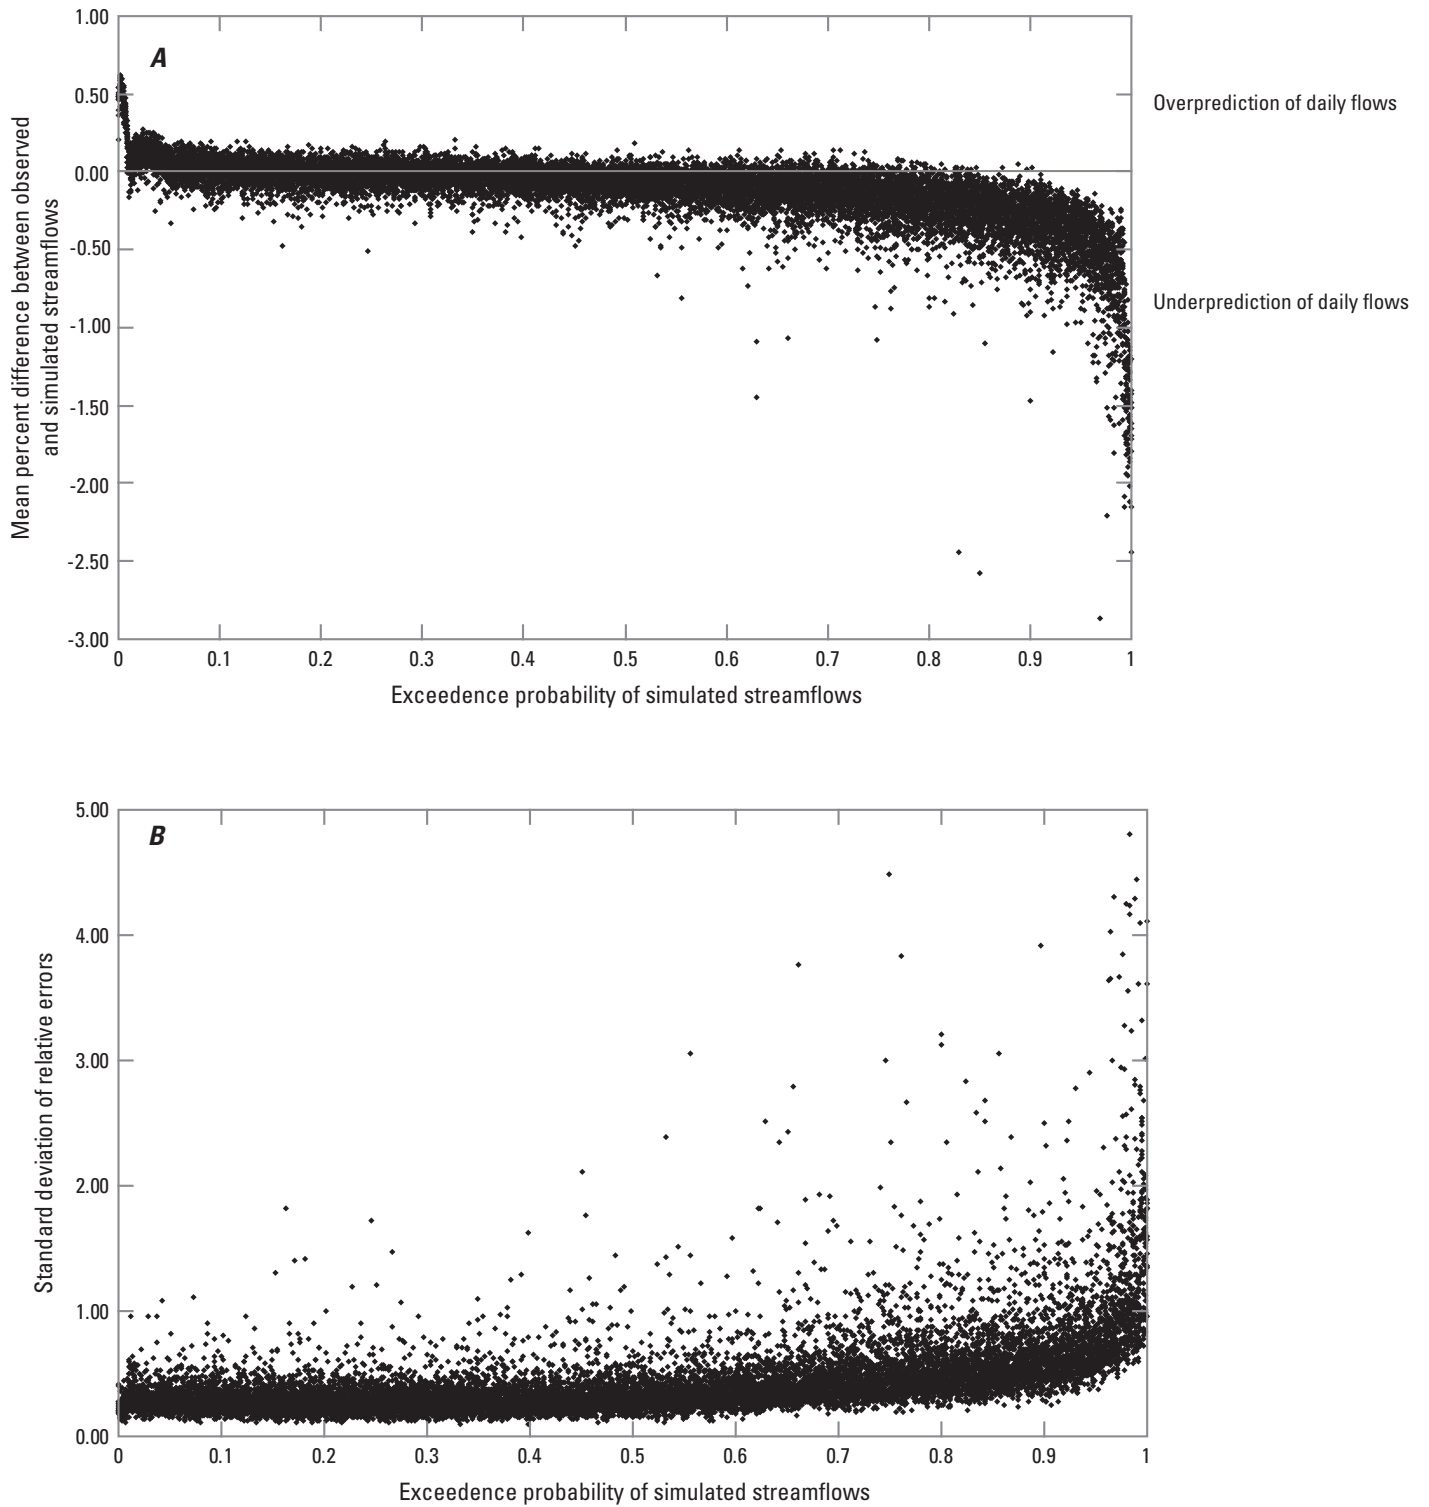 1.00
0.50
0.00
-0.50
-1.00
-1.50
-2.00
-2.50
-3.00
A
Mean percent difference between observed
and simulated streamflows
Overprediction of daily flows
Underprediction of daily flows
0 0.1 0.2 0.3 0.4 0.5 0.6 0.7 0.8 0.9 1
Exceedence probability of simulated streamflows
5.00
4.00
3.00
2.00
1.00
0.00
B
Standard deviation of relative errors
0 0.1 0.2 0.3 0.4 0.5 0.6 0.7 0.8 0.9 1
Exceedence probability of simulated streamflows